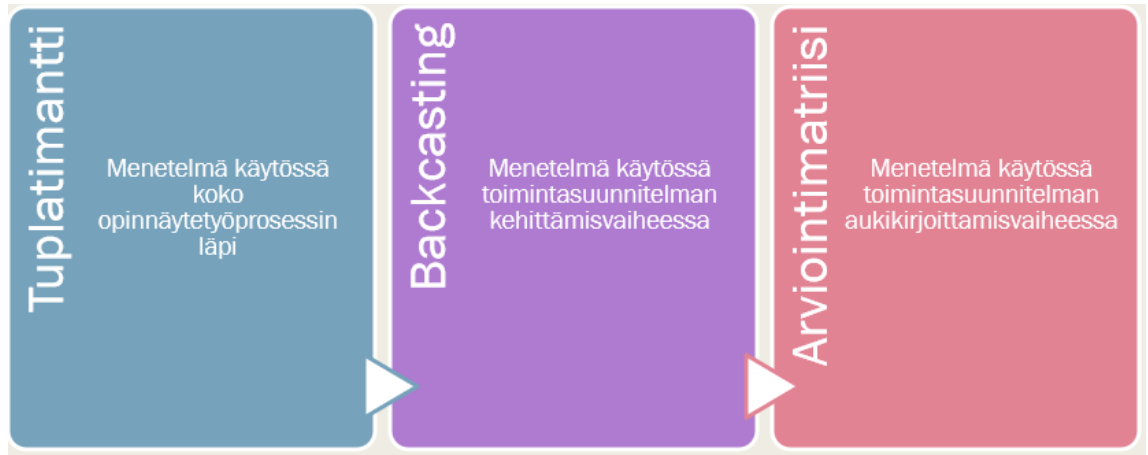 Tuplatimantti
Menetelmä käytössä
koko
opinnäytetyöprosessin
läpi
Backcasting
Menetelmä käytössä
toimintasuunnitelman
kehittämisvaiheessa
Arviointimatriisi
Menetelmä käytössä
toimintasuunnitelman
aukikirjoittamisvaiheessa